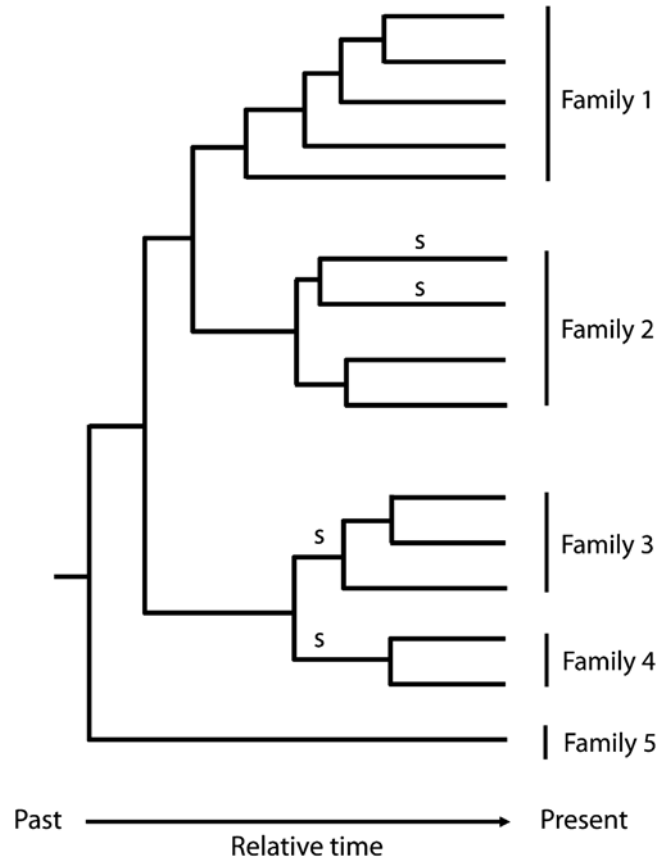 Family 1
s
s
Family 2
s
Family 3
s
Family 4
Family 5
Past
Relative time
Present